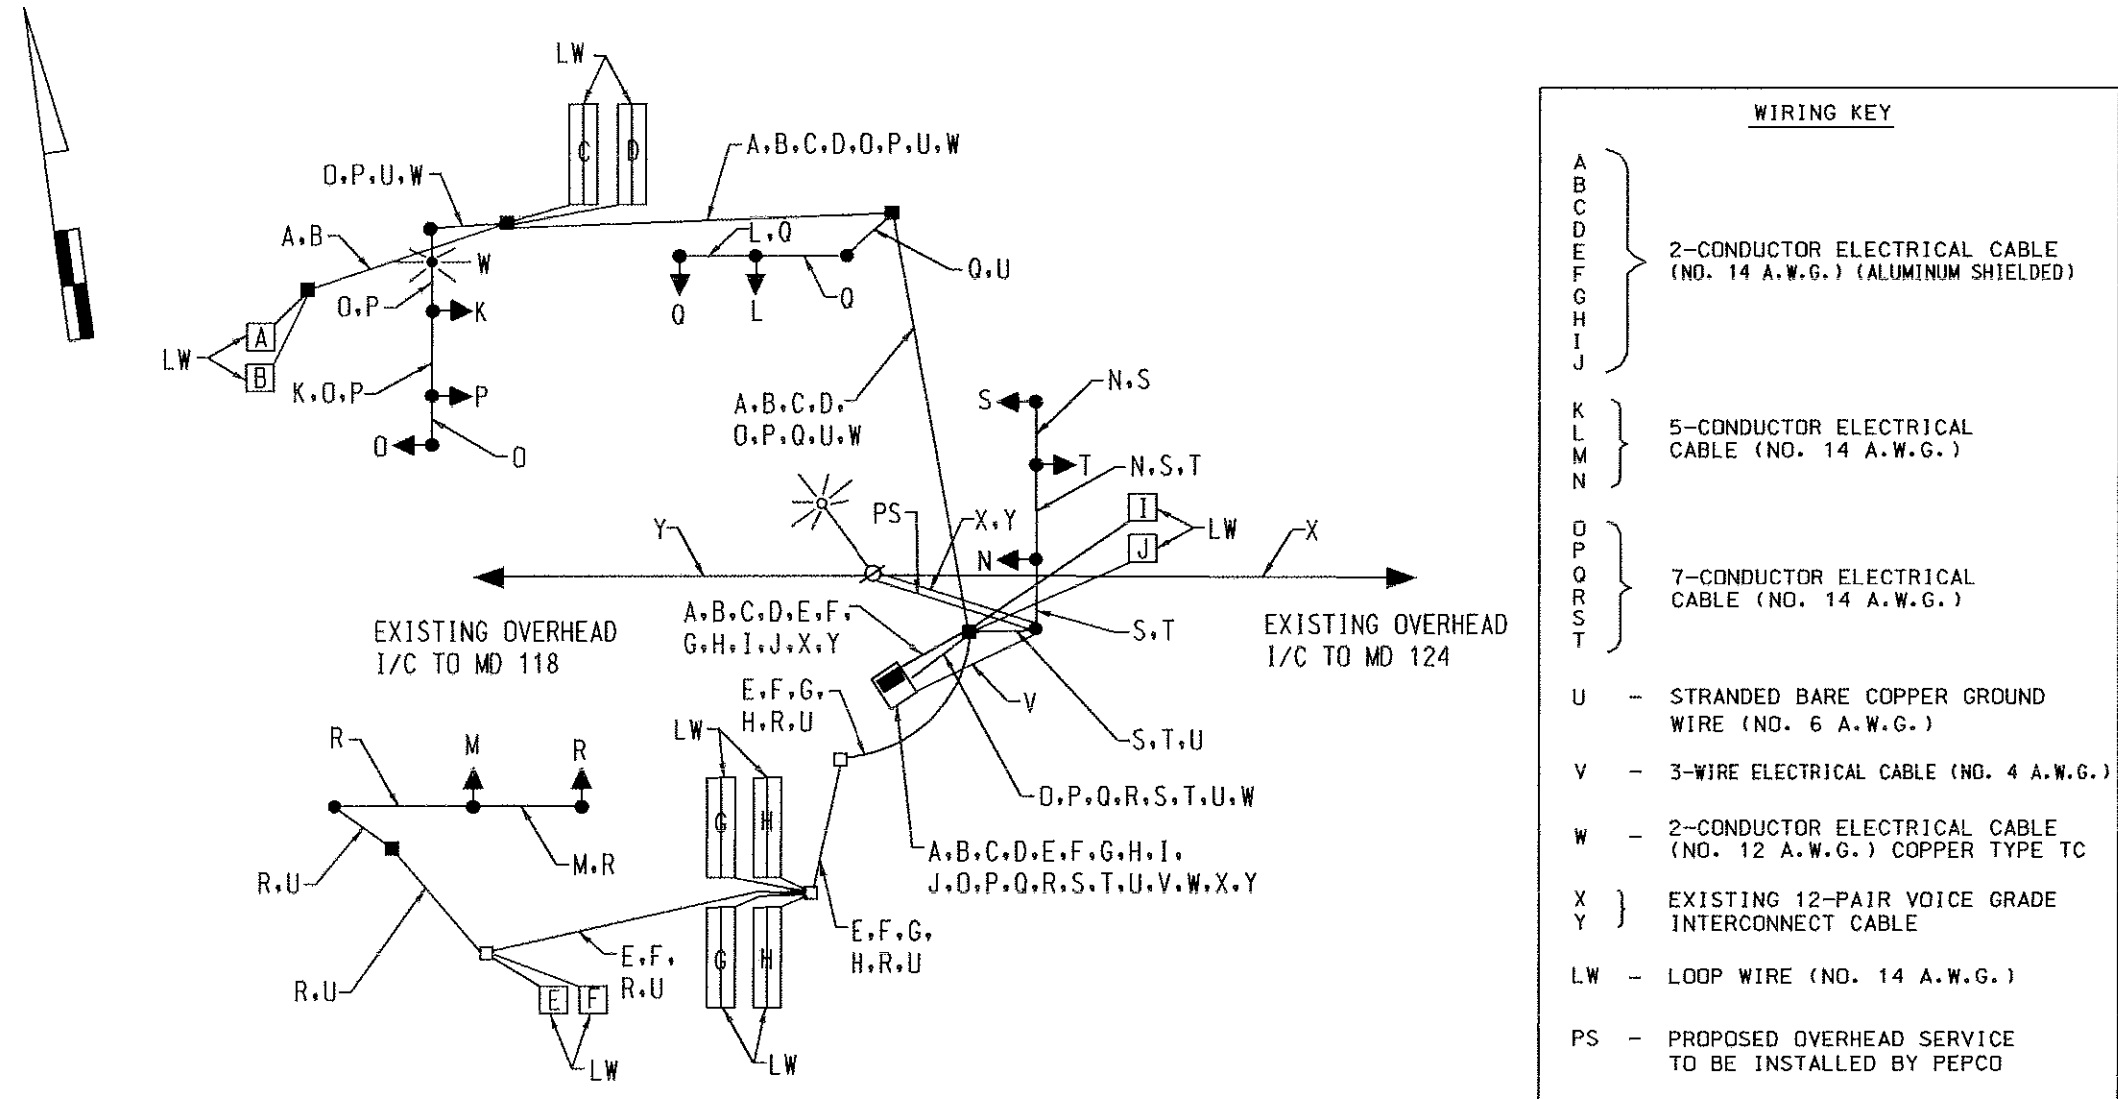 LW
C
D
A,B,C,D,O,P,U,W
O,P,U,W
A,B
L,Q
W
Q,U
O,P
K
Q
Q
L
A
LW
B
K,O,P
P
A,B,C,D,
O,P,Q,U,W
N,S
S
O
O
T
N,S,T
PS
X,Y
I
Y
LW
X
J
N
A,B,C,D,E,F,
G,H,I,J,X,Y
EXISTING OVERHEAD
I/C TO MD 118
S,T
EXISTING OVERHEAD
I/C TO MD 124
E,F,G,
H,R,U
V
LW
R
M
R
S,T,U
O,P,Q,R,S,T,U,W
G
H
M,R
A,B,C,D,E,F,G,H,I,
J,O,P,Q,R,S,T,U,V,W,X,Y
R,U
E,F,G,
H,R,U
E,F,
R,U
G
H
R,U
E
F
LW
LW
WIRING KEY
A
B
C
D
E
F
G
H
I
J
2-CONDUCTOR ELECTRICAL CABLE
(NO. 14 A.W.G.) (ALUMINUM SHIELDED)
K
L
M
N
5-CONDUCTOR ELECTRICAL
CABLE (NO. 14 A.W.G.)
O
P
Q
R
S
T
7-CONDUCTOR ELECTRICAL
CABLE (NO. 14 A.W.G.)
U - STRANDED BARE COPPER GROUND
WIRE (NO. 6 A.W.G.)
V - 3-WIRE ELECTRICAL CABLE (NO. 4 A.W.G.)
W - 2-CONDUCTOR ELECTRICAL CABLE
(NO. 12 A.W.G.) COPPER TYPE TC
X
Y
EXISTING 12-PAIR VOICE GRADE
INTERCONNECT CABLE
LW - LOOP WIRE (NO. 14 A.W.G.)
PS - PROPOSED OVERHEAD SERVICE
TO BE INSTALLED BY PEPCO